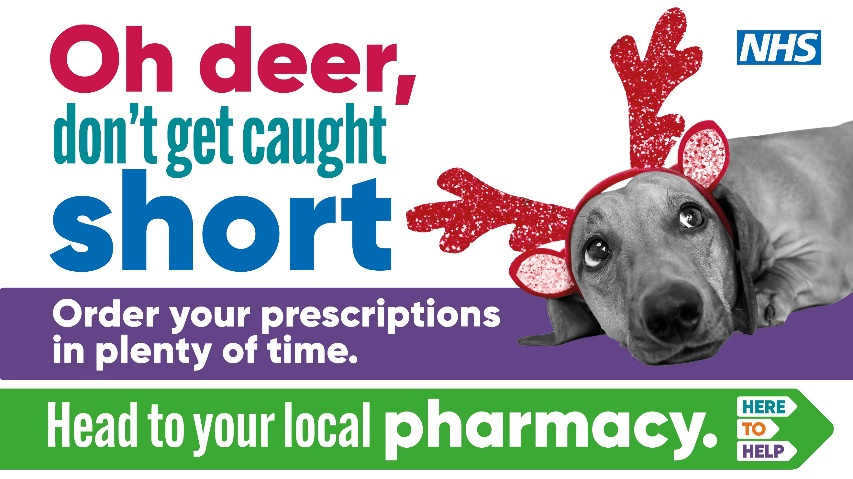 Oh deer,
don't get caught
short
NHS
Order your prescriptions
in plenty of time.
Head to your local pharmacy.
HERE
TO
HELP